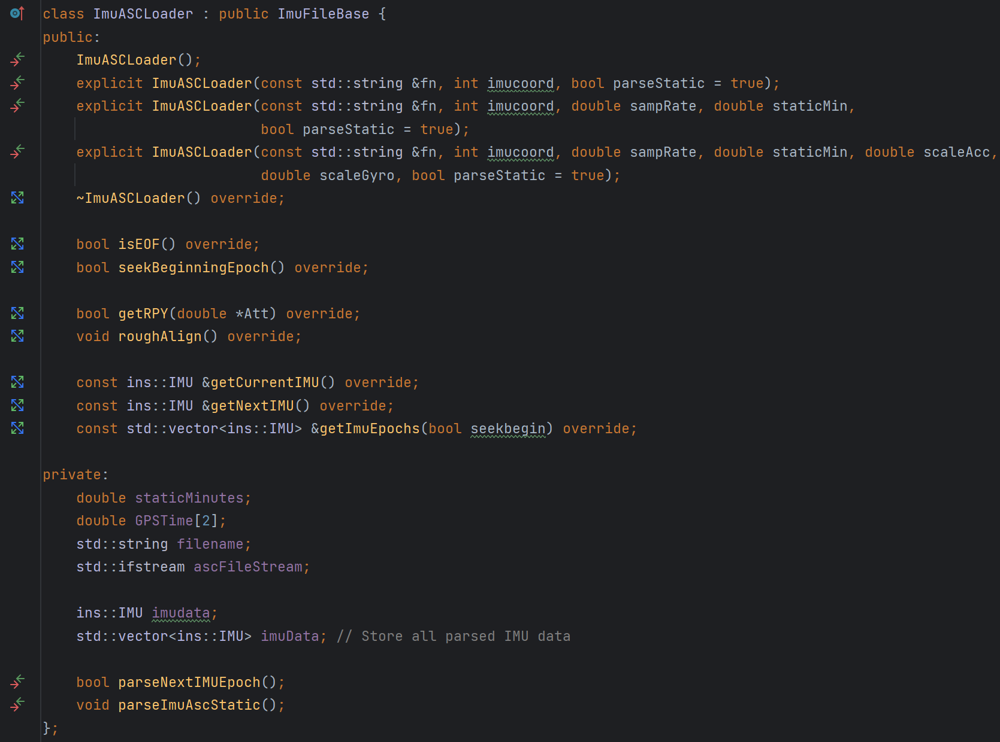 class ImuASCLoader : public ImuFileBase {
public:
    ImuASCLoader();
    explicit ImuASCLoader(const std::string &fn, int imucoord, bool parseStatic = true);
    explicit ImuASCLoader(const std::string &fn, int imucoord, double sampRate, double staticMin,
                          bool parseStatic = true);
    explicit ImuASCLoader(const std::string &fn, int imucoord, double sampRate, double staticMin, double scaleAcc,
                          double scaleGyro, bool parseStatic = true);
    ~ImuASCLoader() override;

    bool isEOF() override;
    bool seekBeginningEpoch() override;

    bool getRPY(double *Att) override;
    void roughAlign() override;

    const ins::IMU &getCurrentIMU() override;
    const ins::IMU &getNextIMU() override;
    const std::vector<ins::IMU> &getImuEpochs(bool seekbegin) override;

private:
    double staticMinutes;
    double GPSTime[2];
    std::string filename;
    std::ifstream ascFileStream;

    ins::IMU imudata;
    std::vector<ins::IMU> imuData; // Store all parsed IMU data

    bool parseNextIMUEpoch();
    void parseImuAscStatic();
};